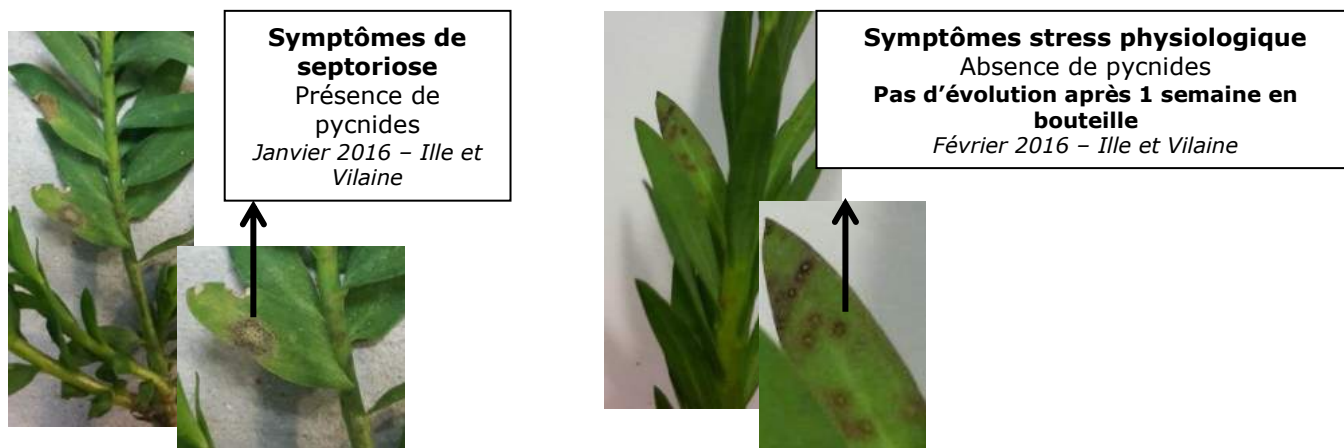 Symptômes de
septoriose
Présence de
pycnides
Janvier 2016 – Ille et
Vilaine
Symptômes stress physiologique
Absence de pycnides
Pas d’évolution après 1 semaine en
bouteille
Février 2016 – Ille et Vilaine